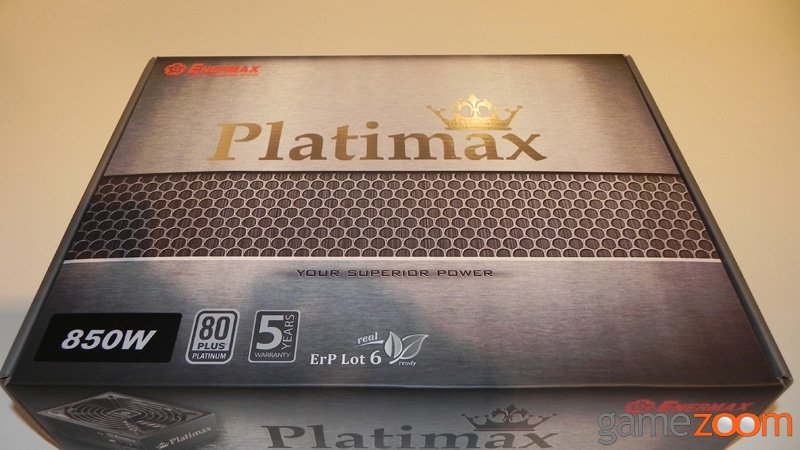 ENERMAX
Platimax
YOUR SUPERIOR POWER
850W
80
PLUS
PLATINUM
5 YEARS
WARRANTY
real
ErP Lot 6
ready
Platimax
Platimax
ENERMAX
gamezoom